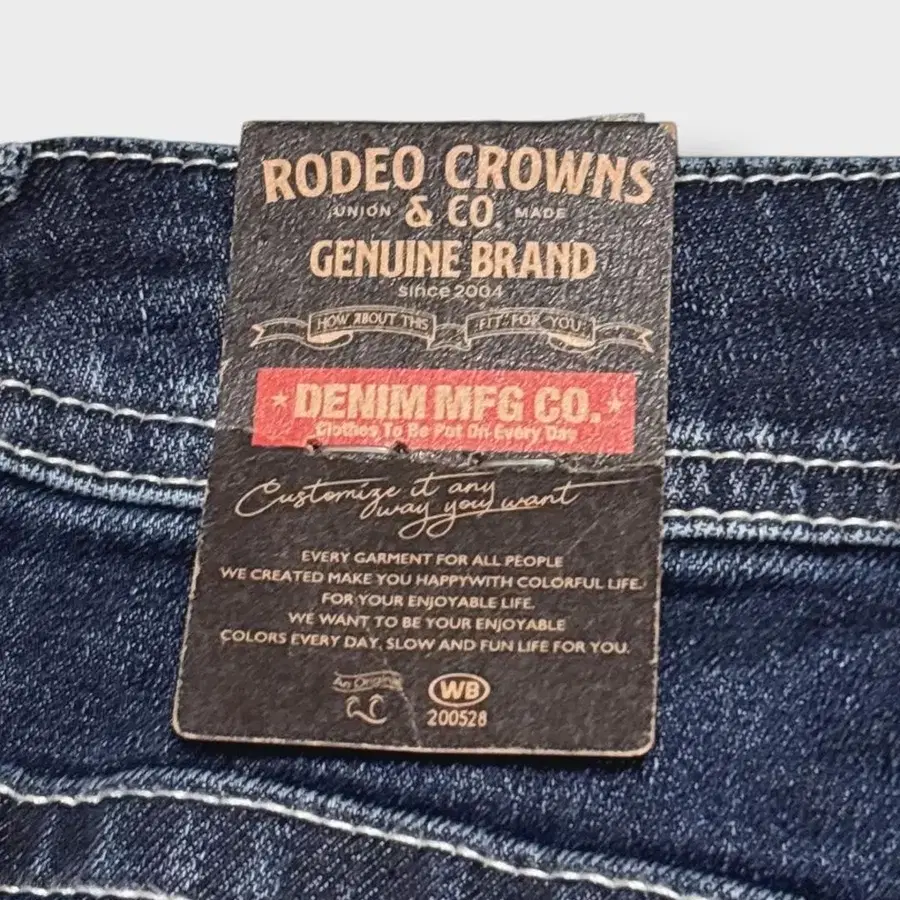 RODEO CROWNS
UNION & CO. MADE
GENUINE BRAND
since 2004
HOW ABOUT THIS FIT FOR YOU
DENIM MFG CO.
Clothes To Be Put On Every Day
Customize it any
way you want
EVERY GARMENT FOR ALL PEOPLE
WE CREATED MAKE YOU HAPPYWITH COLORFUL LIFE.
FOR YOUR ENJOYABLE LIFE.
WE WANT TO BE YOUR ENJOYABLE
COLORS EVERY DAY, SLOW AND FUN LIFE FOR YOU.
An Original
WB
200528